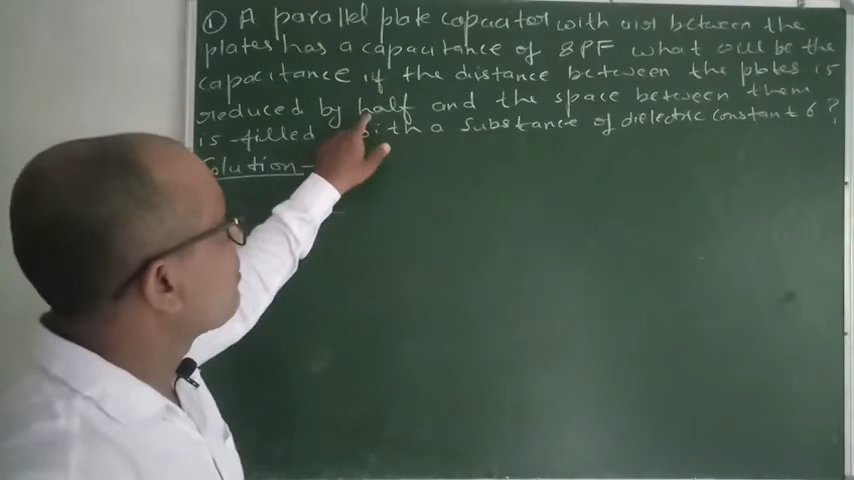 ① A parallel plate capacitor with air between the
plates has a capacitance of 8PF what will be the
capacitance if the distance between the plates is
reduced by half and the space between them
is filled with a substance of dielectric constant 6?
Solution-